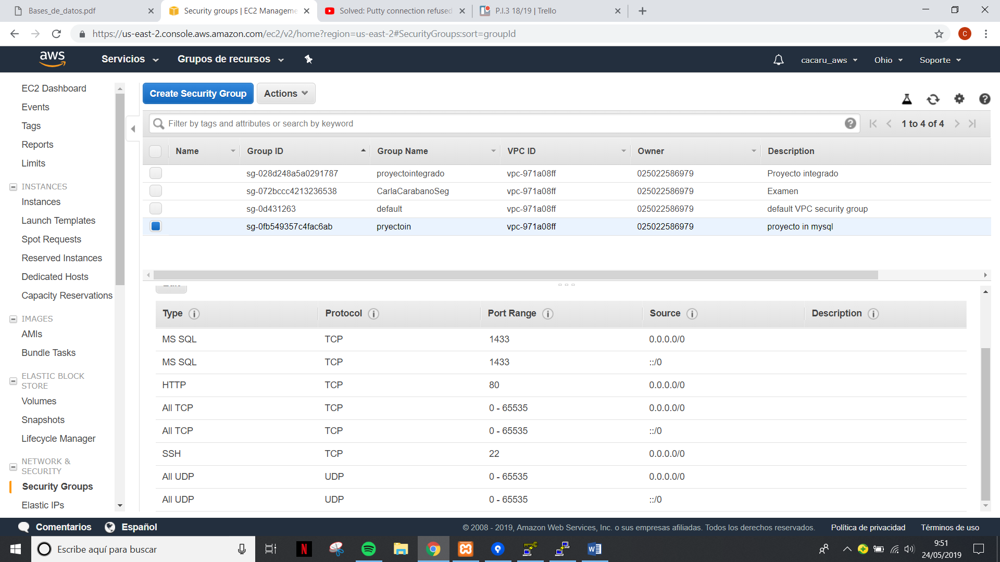 Bases_de_datos.pdf
Security groups | EC2 Manageme
Solved: Putty connection refused
P.I.3 18/19 | Trello
https://us-east-2.console.aws.amazon.com/ec2/v2/home?region=us-east-2#SecurityGroups:sort=groupId
C
aws
Servicios
Grupos de recursos
cacaru_aws
Ohio
Soporte
EC2 Dashboard
Events
Tags
Reports
Limits
INSTANCES
Instances
Launch Templates
Spot Requests
Reserved Instances
Dedicated Hosts
Capacity Reservations
IMAGES
AMIs
Bundle Tasks
ELASTIC BLOCK
STORE
Volumes
Snapshots
Lifecycle Manager
NETWORK &
SECURITY
Security Groups
Elastic IPs
Create Security Group
Actions
Filter by tags and attributes or search by keyword
1 to 4 of 4
Name Group ID Group Name VPC ID Owner Description
sg-028d248a5a0291787 proyectointegrado vpc-971a08ff 025022586979 Proyecto integrado
sg-072bccc4213236538 CarlaCarabanoSeg vpc-971a08ff 025022586979 Examen
sg-0d431263 default vpc-971a08ff 025022586979 default VPC security group
sg-0fb549357c4fac6ab pryectoin vpc-971a08ff 025022586979 proyecto in mysql
Type Protocol Port Range Source Description
MS SQL TCP 1433 0.0.0.0/0
MS SQL TCP 1433 ::/0
HTTP TCP 80 0.0.0.0/0
All TCP TCP 0 - 65535 0.0.0.0/0
All TCP TCP 0 - 65535 ::/0
SSH TCP 22 0.0.0.0/0
All UDP UDP 0 - 65535 0.0.0.0/0
All UDP UDP 0 - 65535 ::/0
Comentarios
Español
© 2008 - 2019, Amazon Web Services, Inc. o sus empresas afiliadas. Todos los derechos reservados.
Política de privacidad
Términos de uso
Escribe aquí para buscar
9:51
24/05/2019